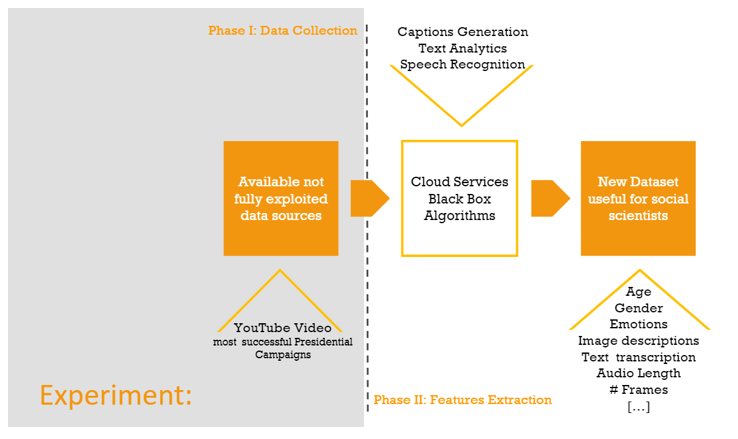 Phase I: Data Collection
Captions Generation
Text Analytics
Speech Recognition
Available not
fully exploited
data sources
Cloud Services
Black Box
Algorithms
New Dataset
useful for social
scientists
YouTube Video
most successful Presidential
Campaigns
Age
Gender
Emotions
Image descriptions
Text transcription
Audio Length
# Frames
[...]
Experiment:
Phase II: Features Extraction